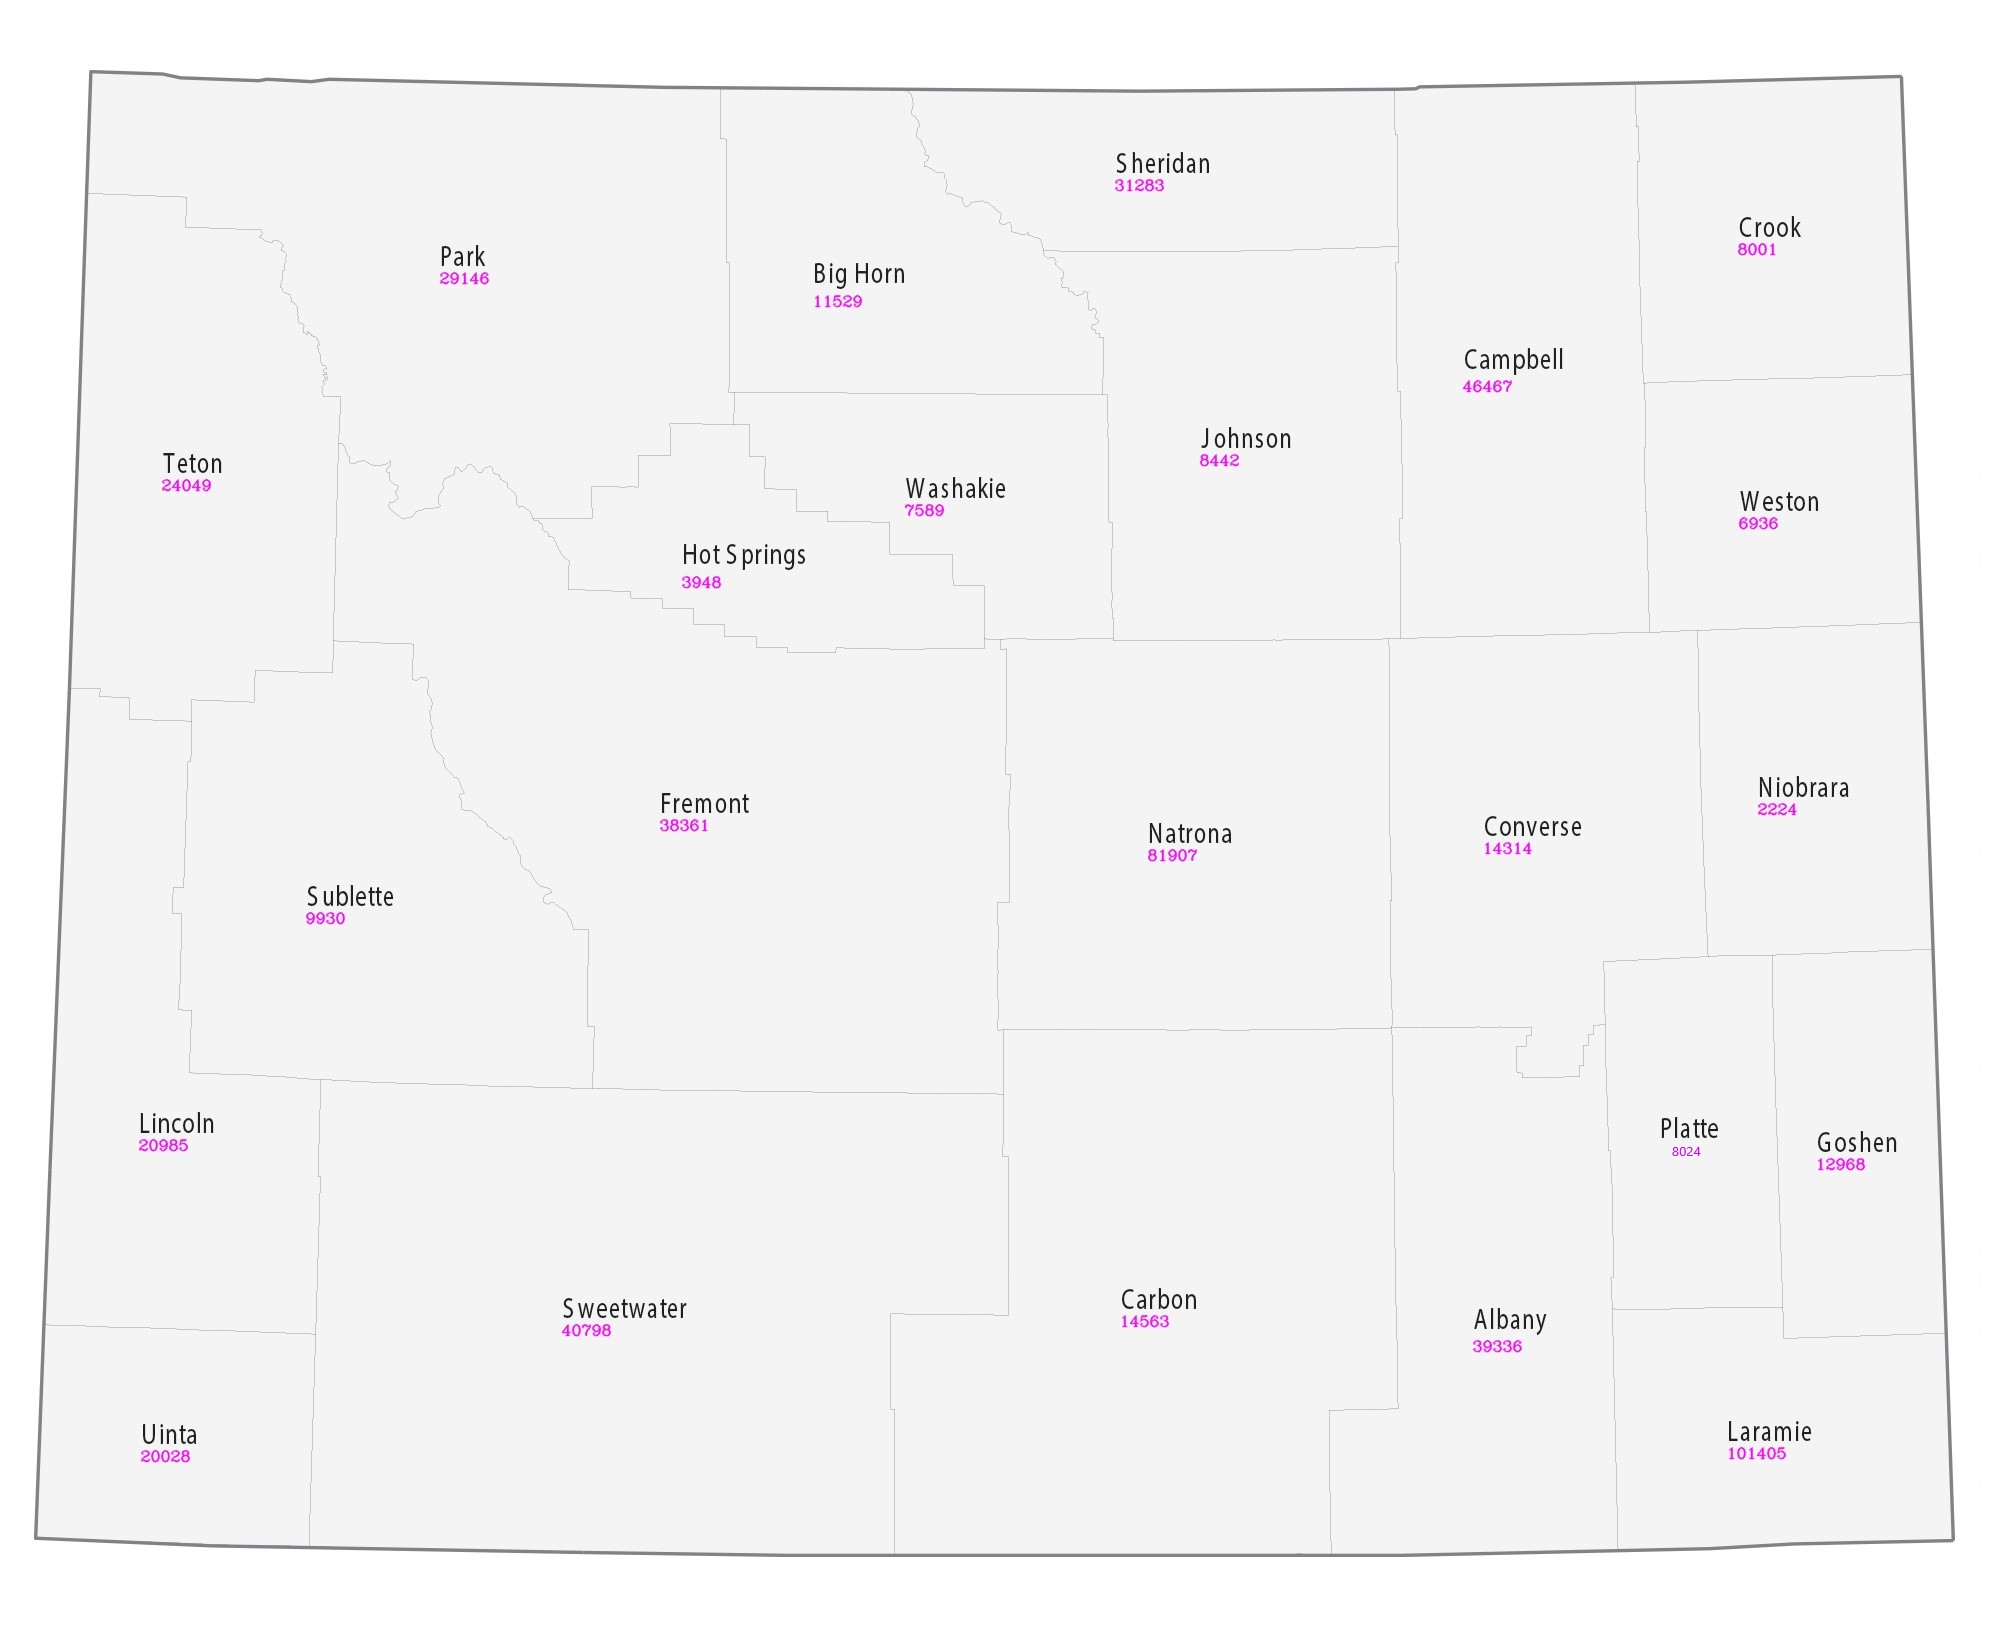 Sheridan
31283
Crook
8001
Park
29146
Big Horn
11529
Campbell
46467
Johnson
8442
Teton
24049
Washakie
7589
Weston
6936
Hot Springs
3948
Niobrara
2224
Fremont
38361
Natrona
81907
Converse
14314
Sublette
9930
Lincoln
20985
Platte
8024
Goshen
12968
Sweetwater
40798
Carbon
14563
Albany
39336
Uinta
20028
Laramie
101405